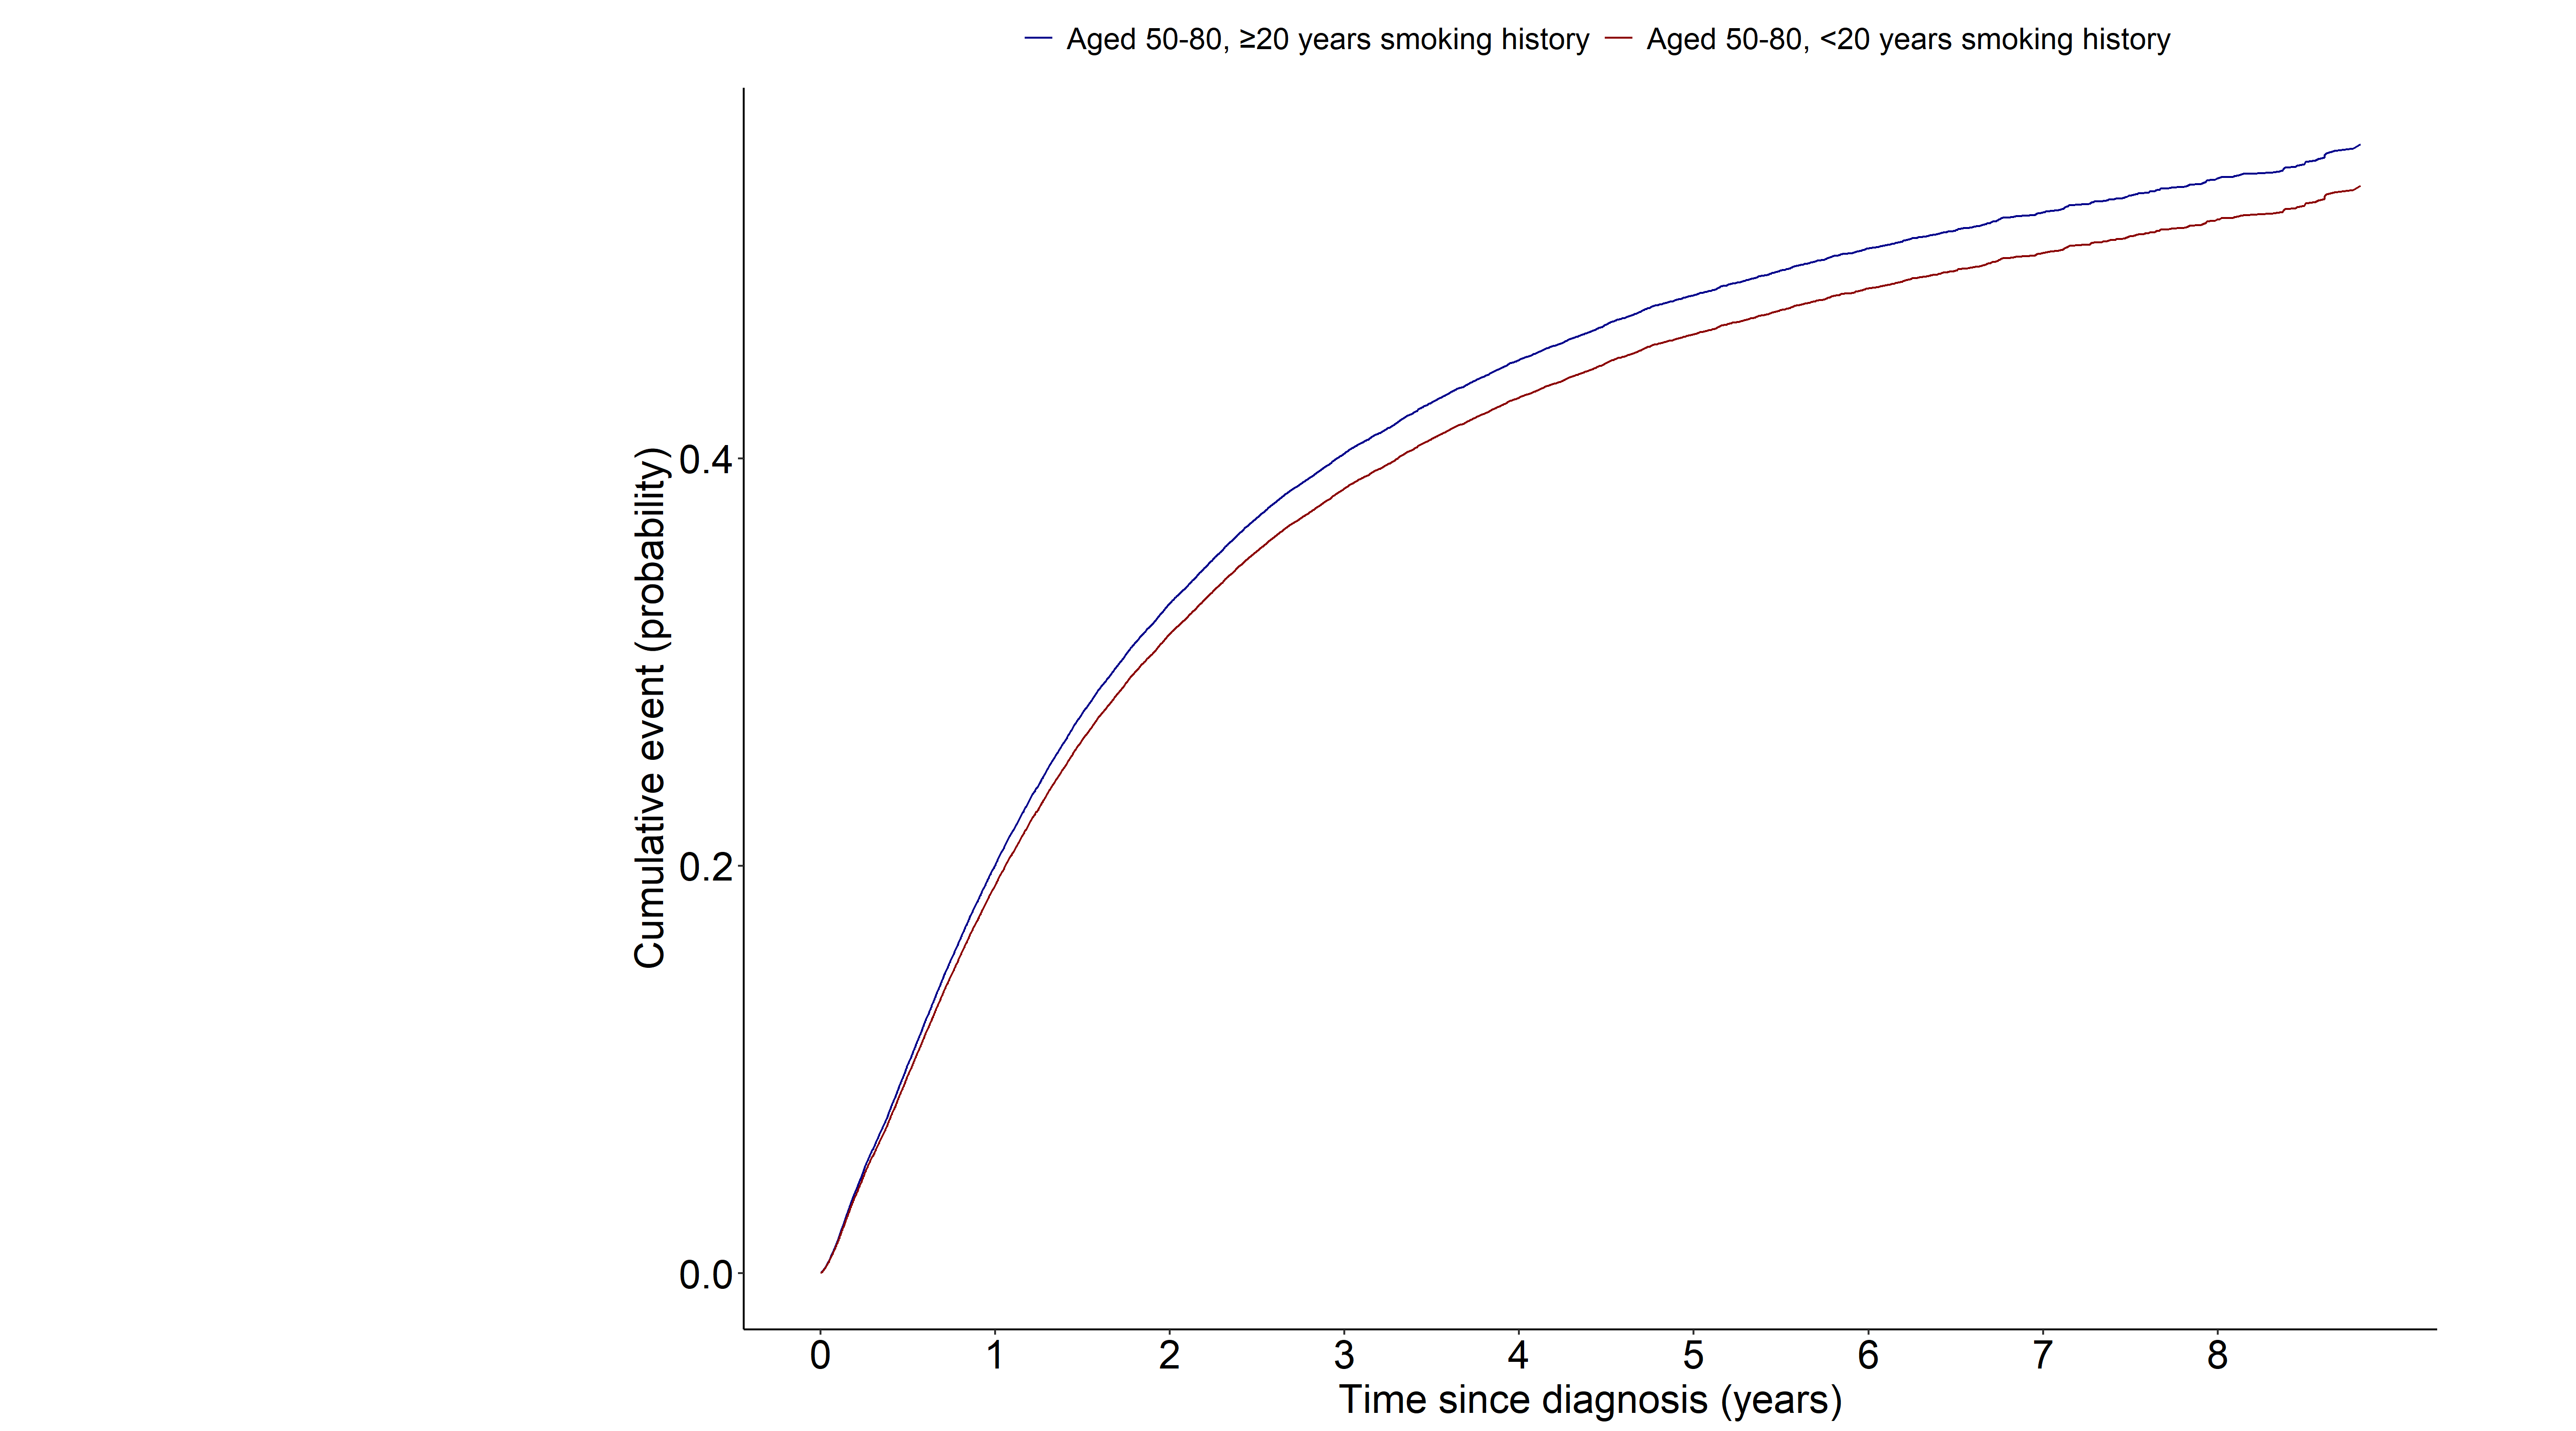 Aged 50-80, ≥20 years smoking history Aged 50-80, <20 years smoking history
Cumulative event (probability)
0.4
0.2
0.0
0 1 2 3 4 5 6 7 8
Time since diagnosis (years)